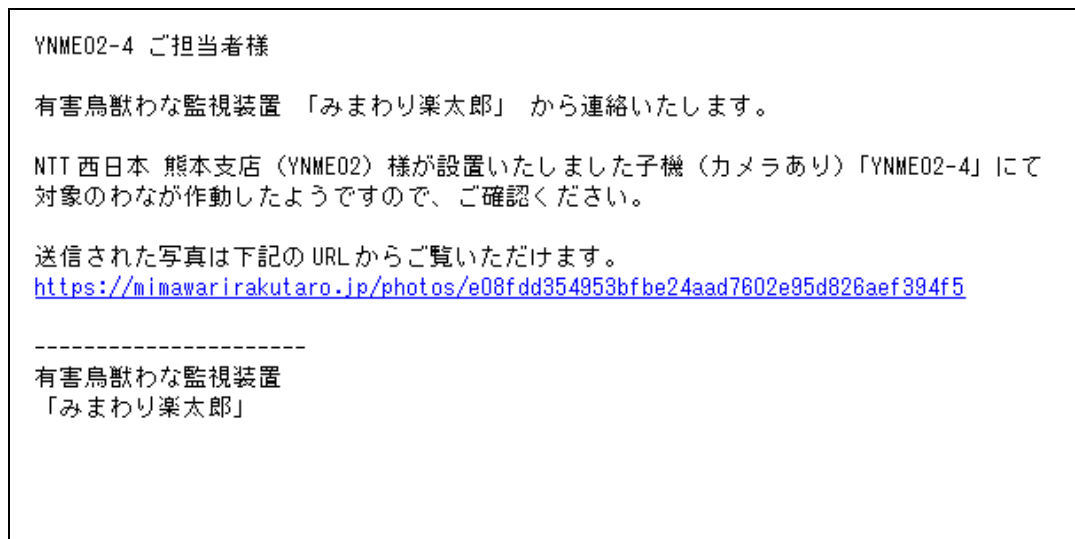 YNME02-4 ご担当者様
有害鳥獣わな監視装置 「みまわり楽太郎」 から連絡いたします。
NTT西日本 熊本支店（YNME02）様が設置いたしました子機（カメラあり）「YNME02-4」にて
対象のわなが作動したようですので、ご確認ください。
送信された写真は下記のURLからご覧いただけます。
https://mimawarirakutaro.jp/photos/e08fdd354953bfbe24aad7602e95d826aef394f5
----------------------
有害鳥獣わな監視装置
「みまわり楽太郎」